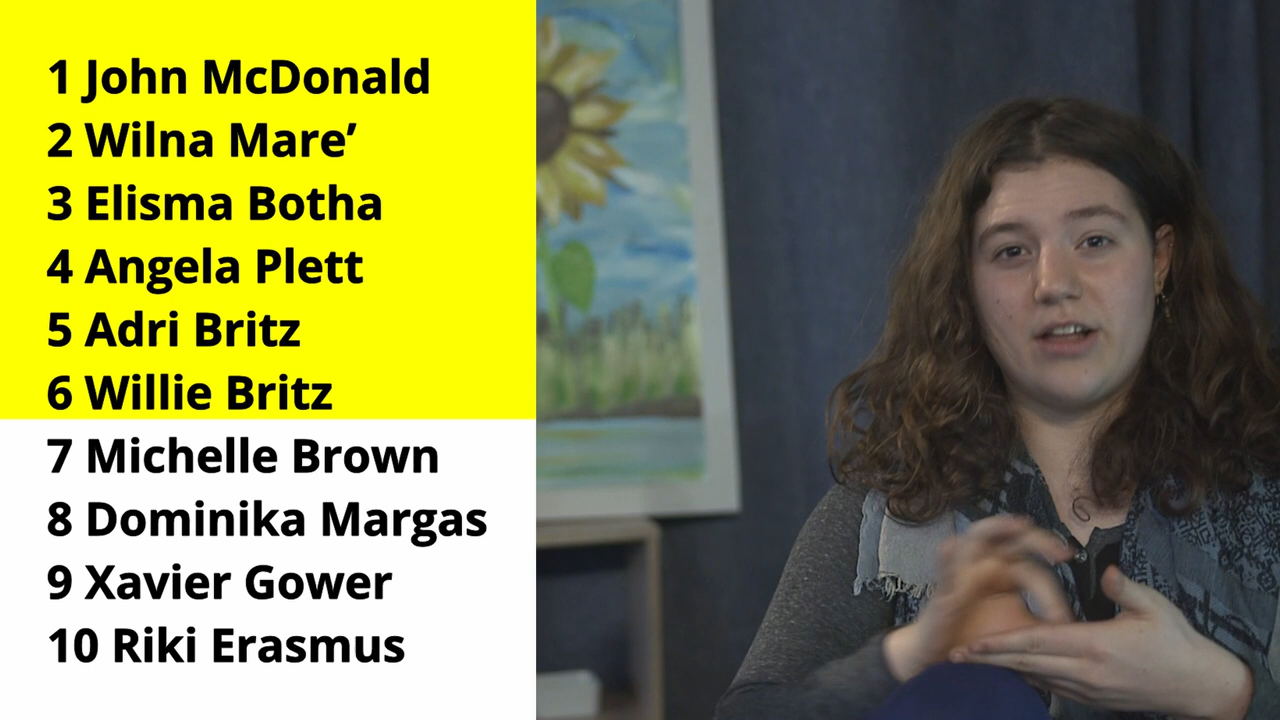 1 John McDonald
2 Wilna Mare’
3 Elisma Botha
4 Angela Plett
5 Adri Britz
6 Willie Britz
7 Michelle Brown
8 Dominika Margas
9 Xavier Gower
10 Riki Erasmus